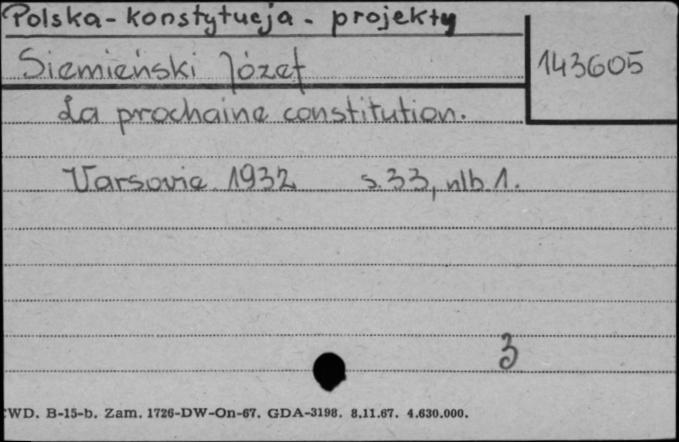 Polska - konstytucja - projekty
Siemieński Józef
143605
La prochaine constitution.
Varsovie 1932 s. 33, nlb. 1.
3
WD. B-15-b. Zam. 1726-DW-On-67. GDA-3198. 8.11.67. 4.630.000.